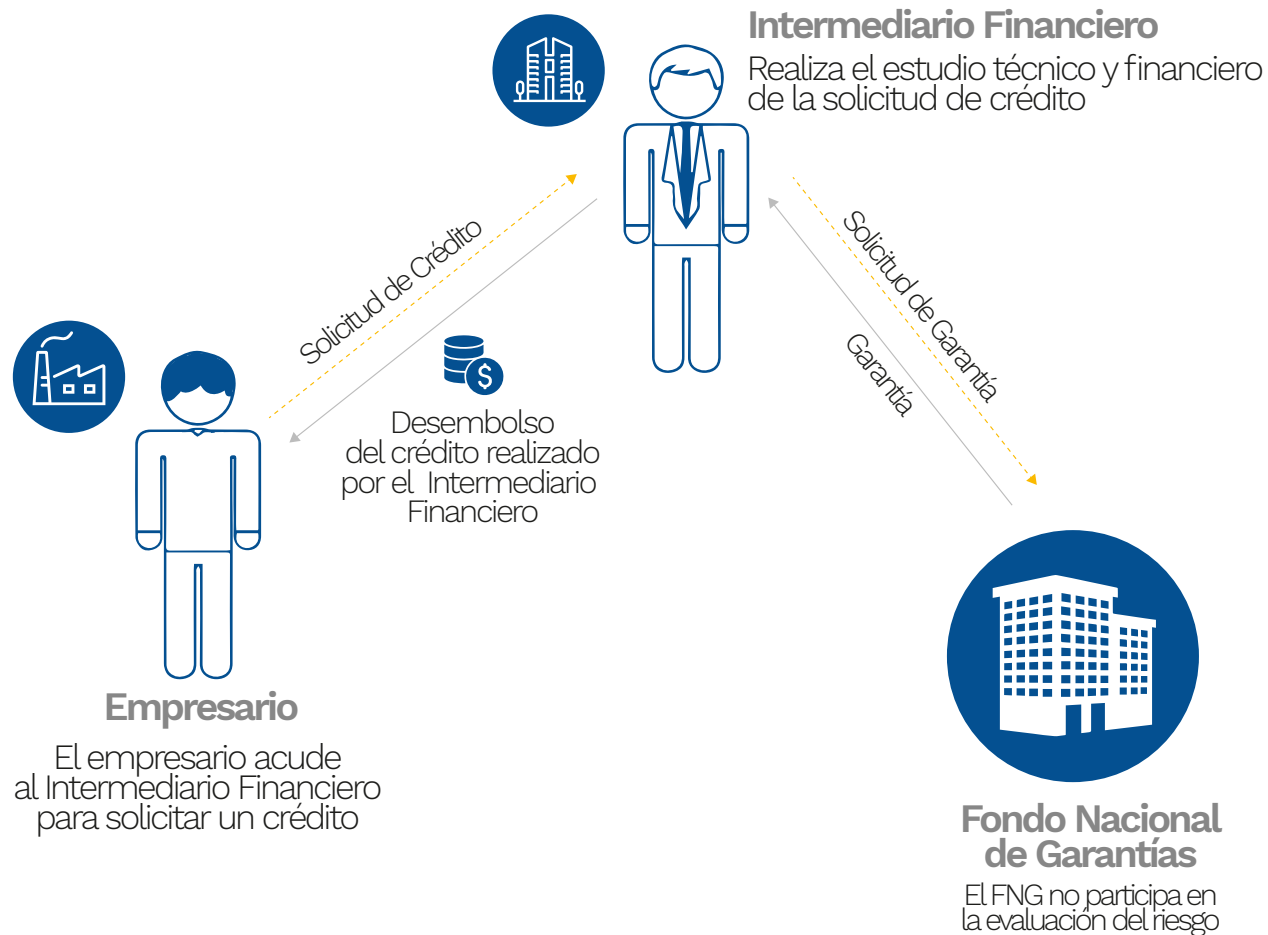 Intermediario Financiero
Realiza el estudio técnico y financiero
de la solicitud de crédito
Solicitud de Crédito
Desembolso
del crédito realizado
por el Intermediario
Financiero
Solicitud de Garantía
Garantía
$
Empresario
El empresario acude
al Intermediario Financiero
para solicitar un crédito
Fondo Nacional
de Garantías
El FNG no participa en
la evaluación del riesgo